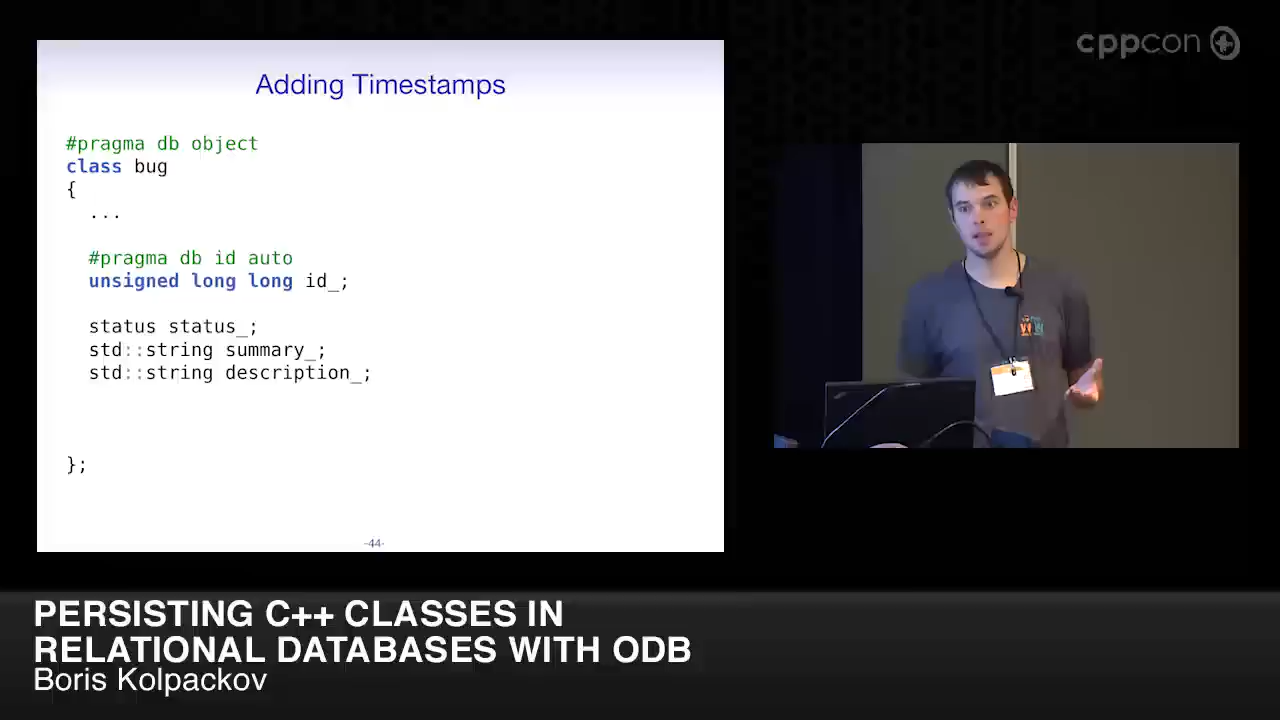 cppcon
Adding Timestamps
#pragma db object
class bug
{
...
#pragma db id auto
unsigned long long id_;
status status_;
std::string summary_;
std::string description_;
};
-44-
PERSISTING C++ CLASSES IN
RELATIONAL DATABASES WITH ODB
Boris Kolpackov